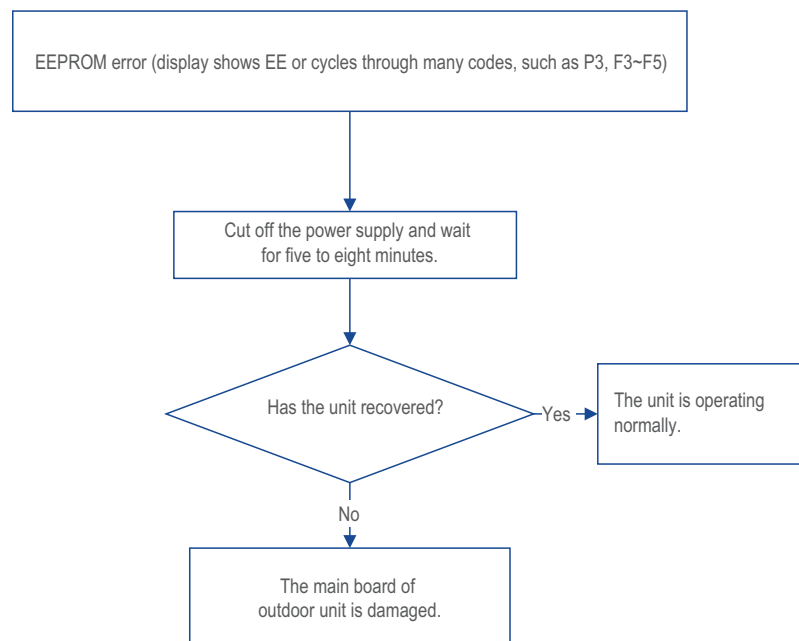 EEPROM error (display shows EE or cycles through many codes, such as P3, F3~F5)
Cut off the power supply and wait
for five to eight minutes.
Has the unit recovered?
Yes
The unit is operating
normally.
No
The main board of
outdoor unit is damaged.